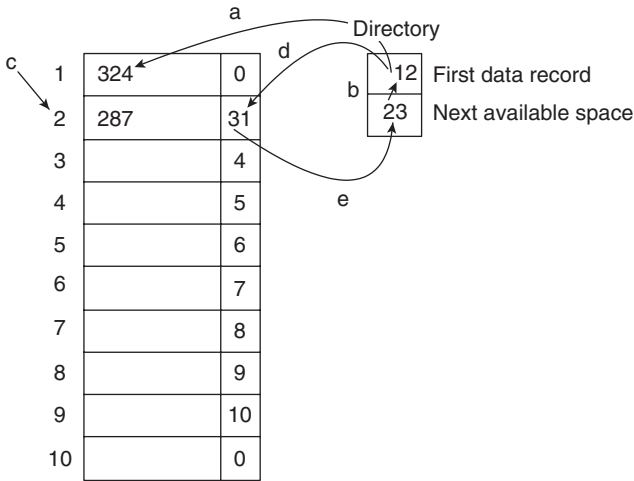 a
Directory
c
d
1 324 0 12 First data record
b
2 287 31 23 Next available space
3 4
e
4 5
5 6
6 7
7 8
8 9
9 10
10 0